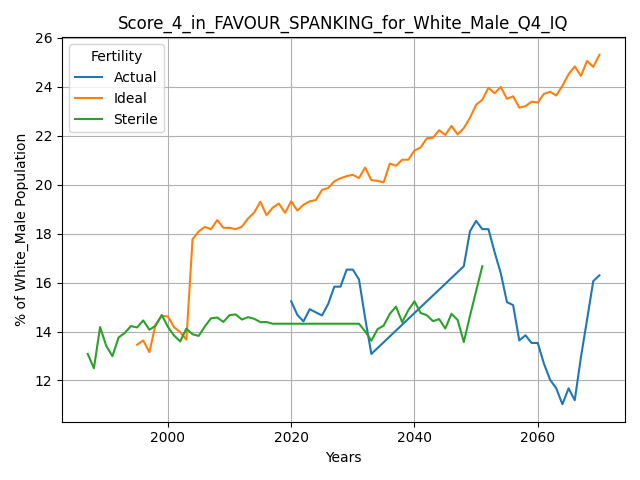 Score_4_in_FAVOUR_SPANKING_for_White_Male_Q4_IQ
26
24
22
20
18
16
14
12
% of White_Male Population
Fertility
Actual
Ideal
Sterile
2000
2020
2040
2060
Years